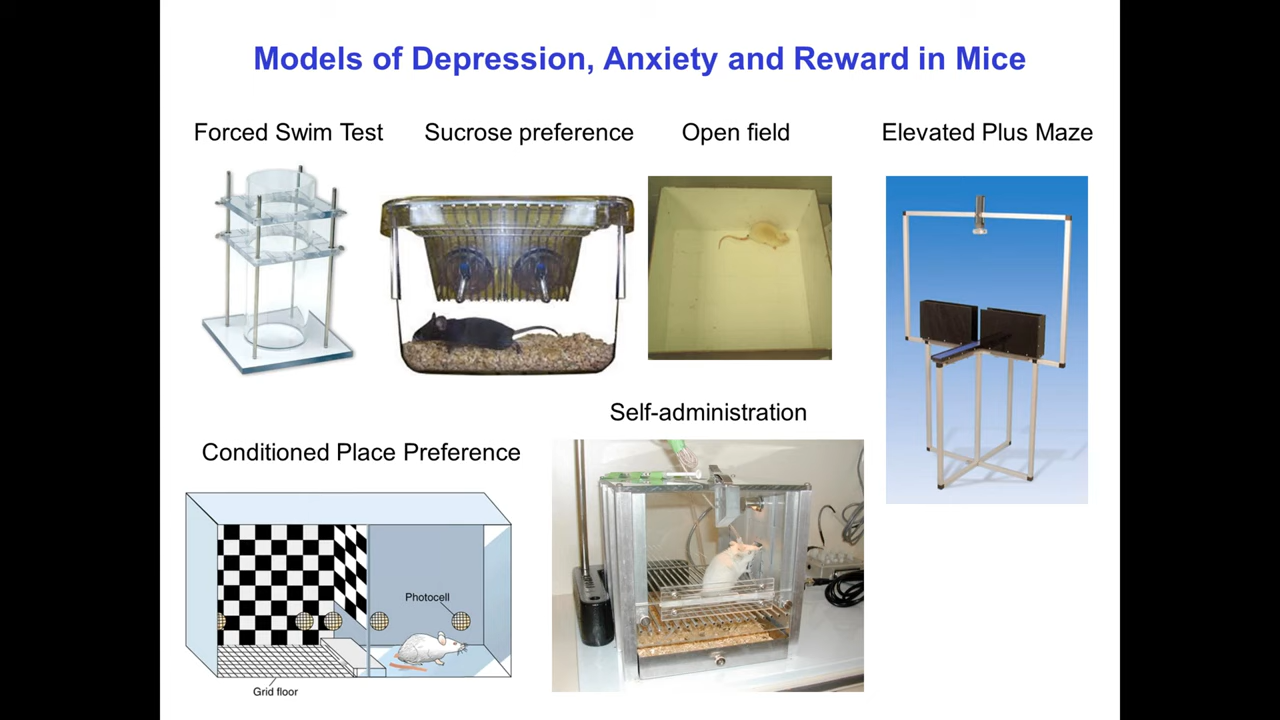 Models of Depression, Anxiety and Reward in Mice
Forced Swim Test
Sucrose preference
Open field
Elevated Plus Maze
Self-administration
Conditioned Place Preference
Photocell
Grid floor